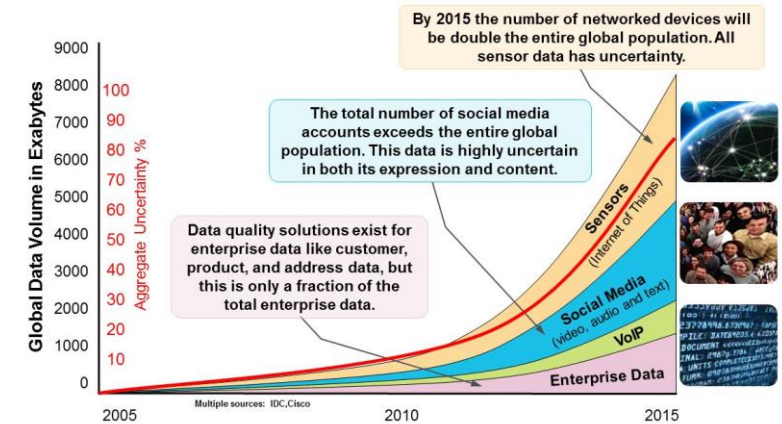 By 2015 the number of networked devices will
be double the entire global population. All
sensor data has uncertainty.
The total number of social media
accounts exceeds the entire global
population. This data is highly uncertain
in both its expression and content.
Data quality solutions exist for
enterprise data like customer,
product, and address data, but
this is only a fraction of the
total enterprise data.
Global Data Volume in Exabytes
9000
8000
7000
6000
5000
4000
3000
2000
1000
0
Aggregate Uncertainty %
100
90
80
70
60
50
40
30
20
10
Sensors
(Internet of Things)
Social Media
(video, audio and text)
VoIP
Enterprise Data
Multiple sources: IDC,Cisco
2005
2010
2015